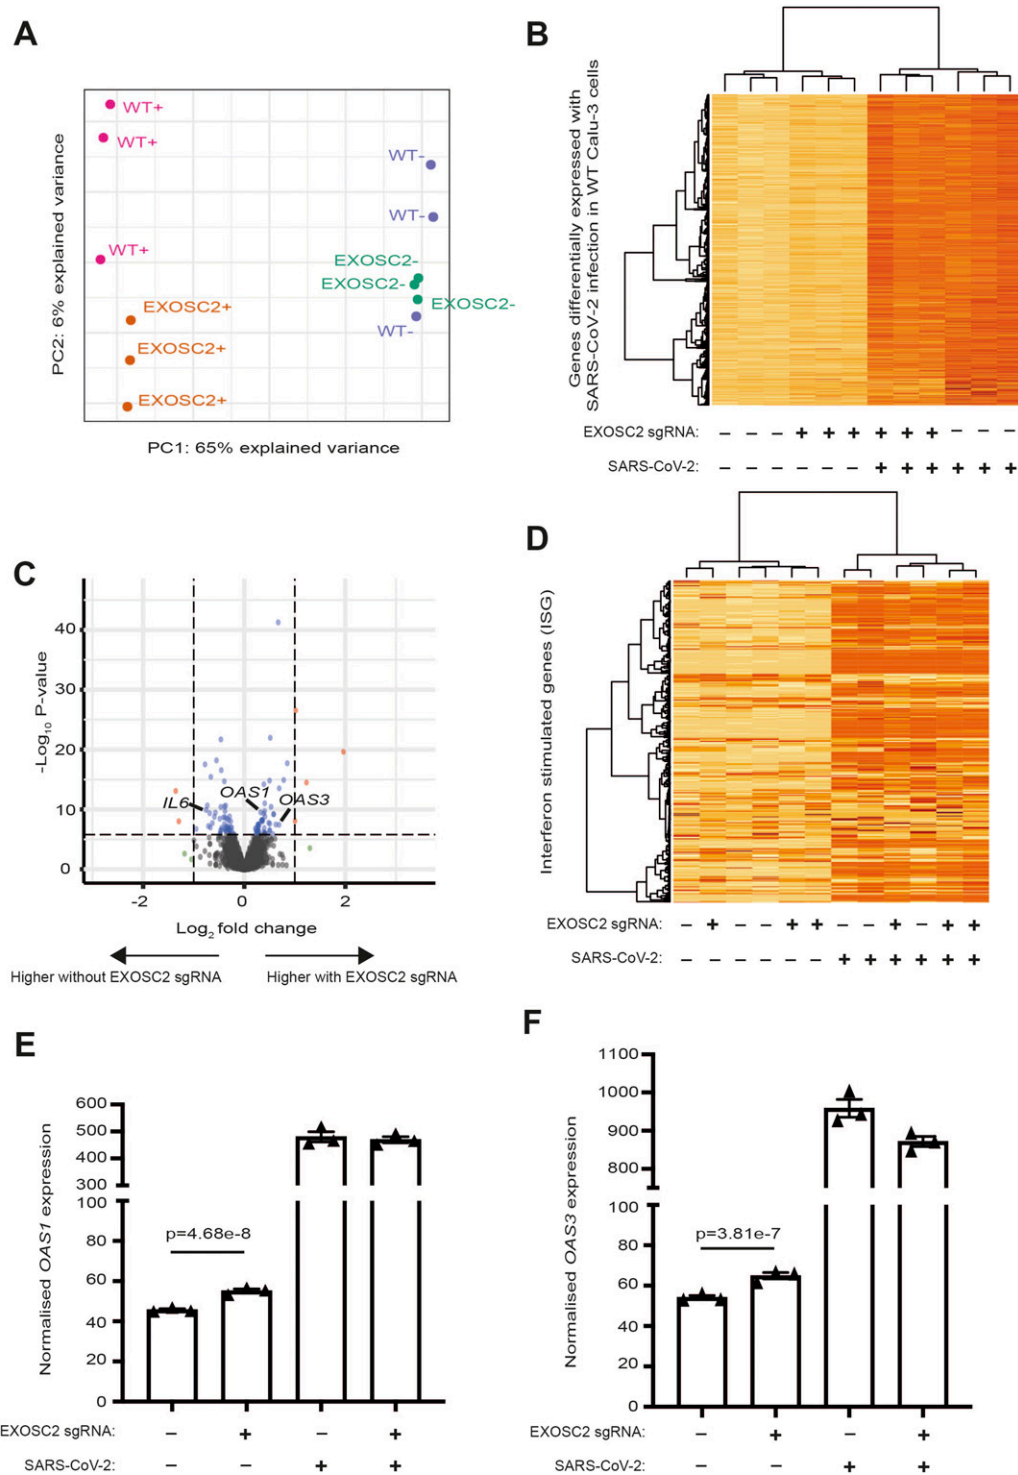 A
WT+
WT+
WT-
WT-
WT+
EXOSC2-
EXOSC2-
EXOSC2-
EXOSC2+
WT-
EXOSC2+
EXOSC2+
PC2: 6% explained variance
PC1: 65% explained variance
B
Genes differentially expressed with
SARS-CoV-2 infection in WT Calu-3 cells
EXOSC2 sgRNA: – – – + + + + + + – – –
SARS-CoV-2: – – – – – – + + + + + +
C
-Log10 P-value
40
30
20
10
0
IL6
OAS1
OAS3
-2 0 2
Log2 fold change
Higher without EXOSC2 sgRNA
Higher with EXOSC2 sgRNA
D
Interferon stimulated genes (ISG)
EXOSC2 sgRNA: – + – – + + – – + – + +
SARS-CoV-2: – – – – – – + + + + + +
E
Normalised OAS1 expression
600
500
400
300
100
80
60
40
20
0
p=4.68e-8
EXOSC2 sgRNA: – + – +
SARS-CoV-2: – – + +
F
Normalised OAS3 expression
1100
1000
900
800
100
80
60
40
20
0
p=3.81e-7
EXOSC2 sgRNA: – + – +
SARS-CoV-2: – – + +